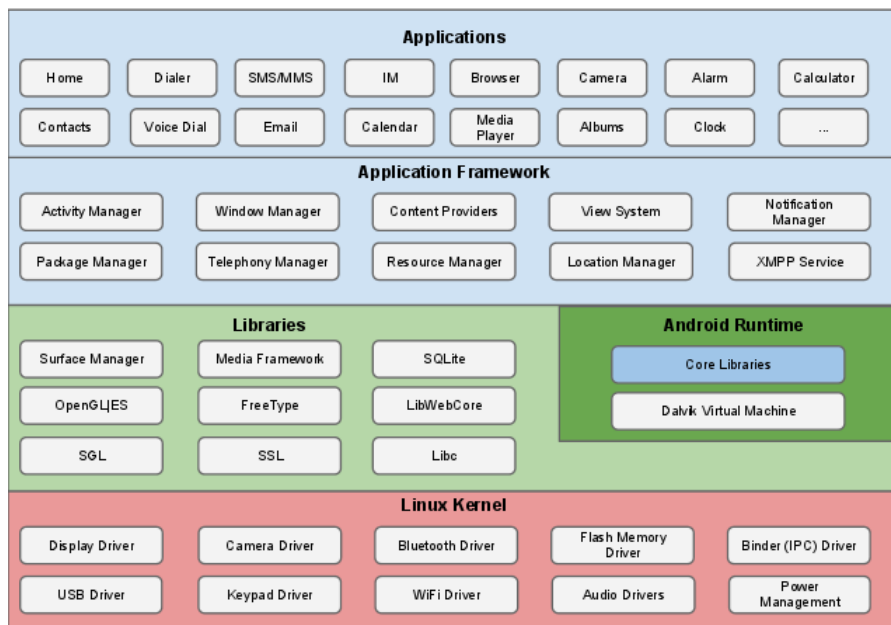 Applications
Home
Dialer
SMS/MMS
IM
Browser
Camera
Alarm
Calculator
Contacts
Voice Dial
Email
Calendar
Media
Player
Albums
Clock
...
Application Framework
Activity Manager
Window Manager
Content Providers
View System
Notification
Manager
Package Manager
Telephony Manager
Resource Manager
Location Manager
XMPP Service
Libraries
Surface Manager
Media Framework
SQLite
OpenGL|ES
FreeType
LibWebCore
SGL
SSL
Libc
Android Runtime
Core Libraries
Dalvik Virtual Machine
Linux Kernel
Display Driver
Camera Driver
Bluetooth Driver
Flash Memory
Driver
Binder (IPC) Driver
USB Driver
Keypad Driver
WiFi Driver
Audio Drivers
Power
Management